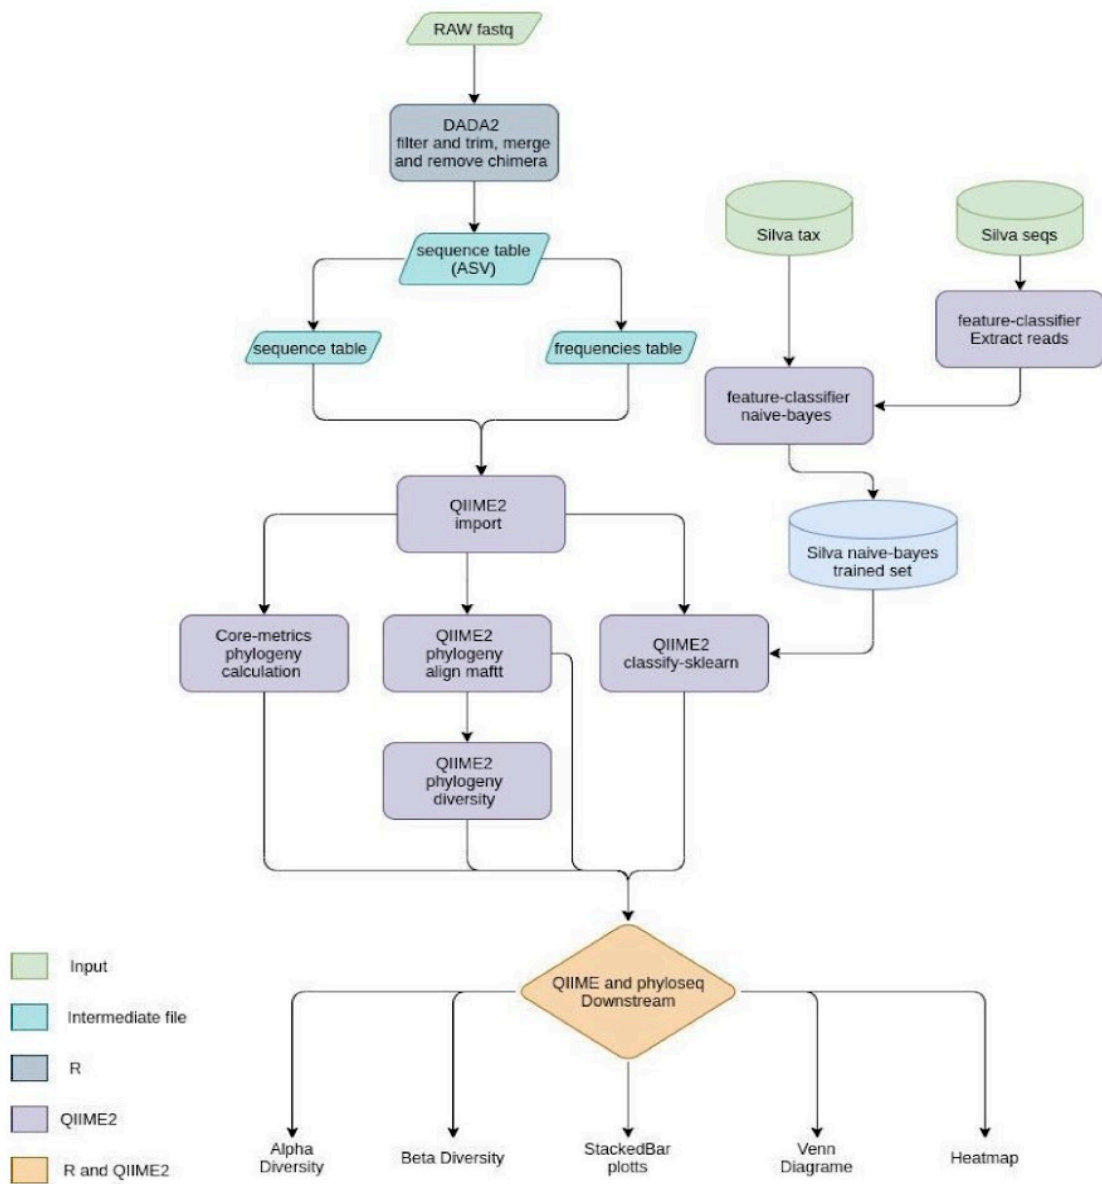 RAW fastq
DADA2
filter and trim, merge
and remove chimera
sequence table
(ASV)
Silva tax
Silva seqs
sequence table
frequencies table
feature-classifier
Extract reads
feature-classifier
naive-bayes
QIIME2
import
Silva naive-bayes
trained set
Core-metrics
phylogeny
calculation
QIIME2
phylogeny
align maftt
QIIME2
classify-sklearn
QIIME2
phylogeny
diversity
QIIME and phyloseq
Downstream
Input
Intermediate file
R
QIIME2
R and QIIME2
Alpha
Diversity
Beta Diversity
StackedBar
plotts
Venn
Diagrame
Heatmap